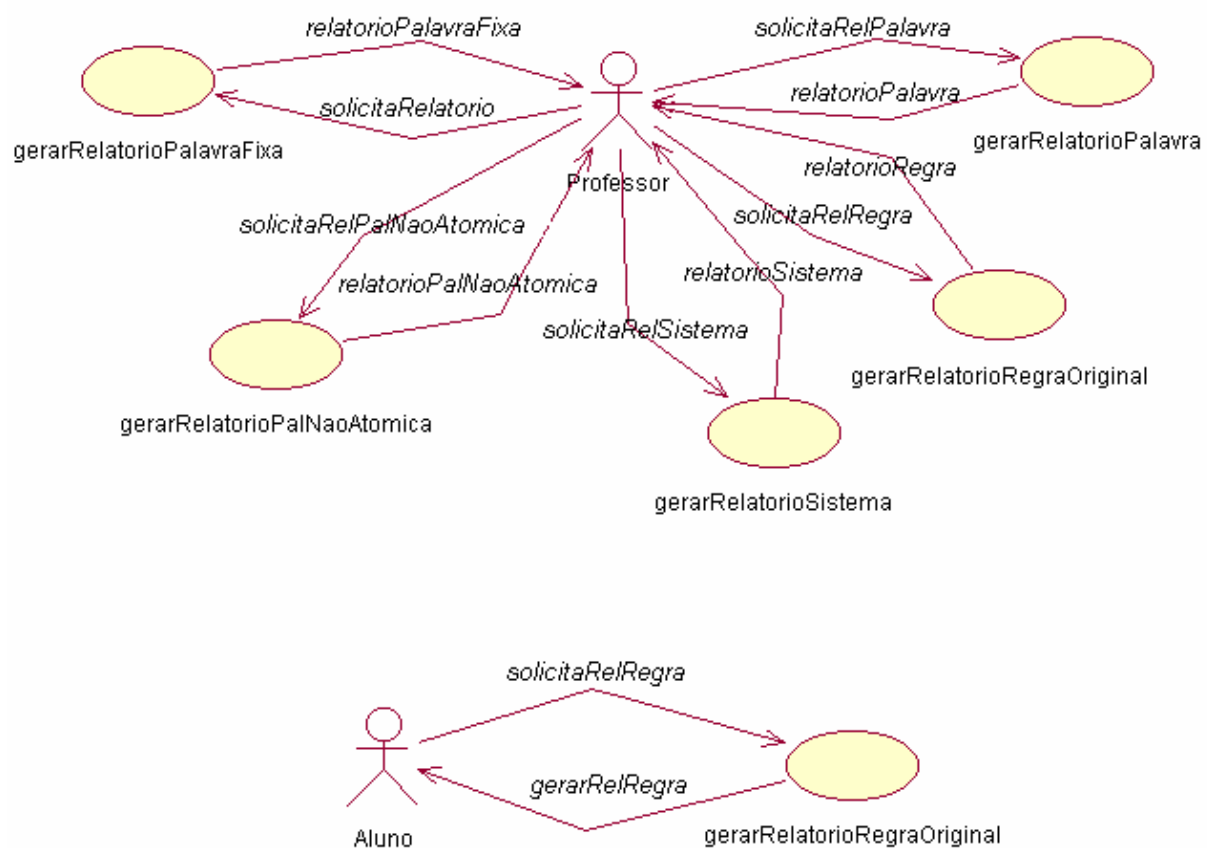 relatorioPalavraFixa
solicitaRelPalavra
relatorioPalavra
solicitaRelatorio
gerarRelatorioPalavraFixa
gerarRelatorioPalavra
Professor
relatorioRegra
solicitaRelPalNaoAtomica
solicitaRelRegra
relatorioPalNaoAtomica
relatorioSistema
solicitaRelSistema
gerarRelatorioRegraOriginal
gerarRelatorioPalNaoAtomica
gerarRelatorioSistema
solicitaRelRegra
gerarRelRegra
Aluno
gerarRelatorioRegraOriginal